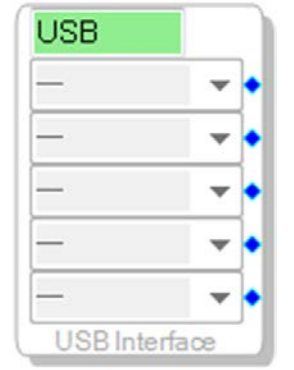 USB
—
—
—
—
—
USB Interface